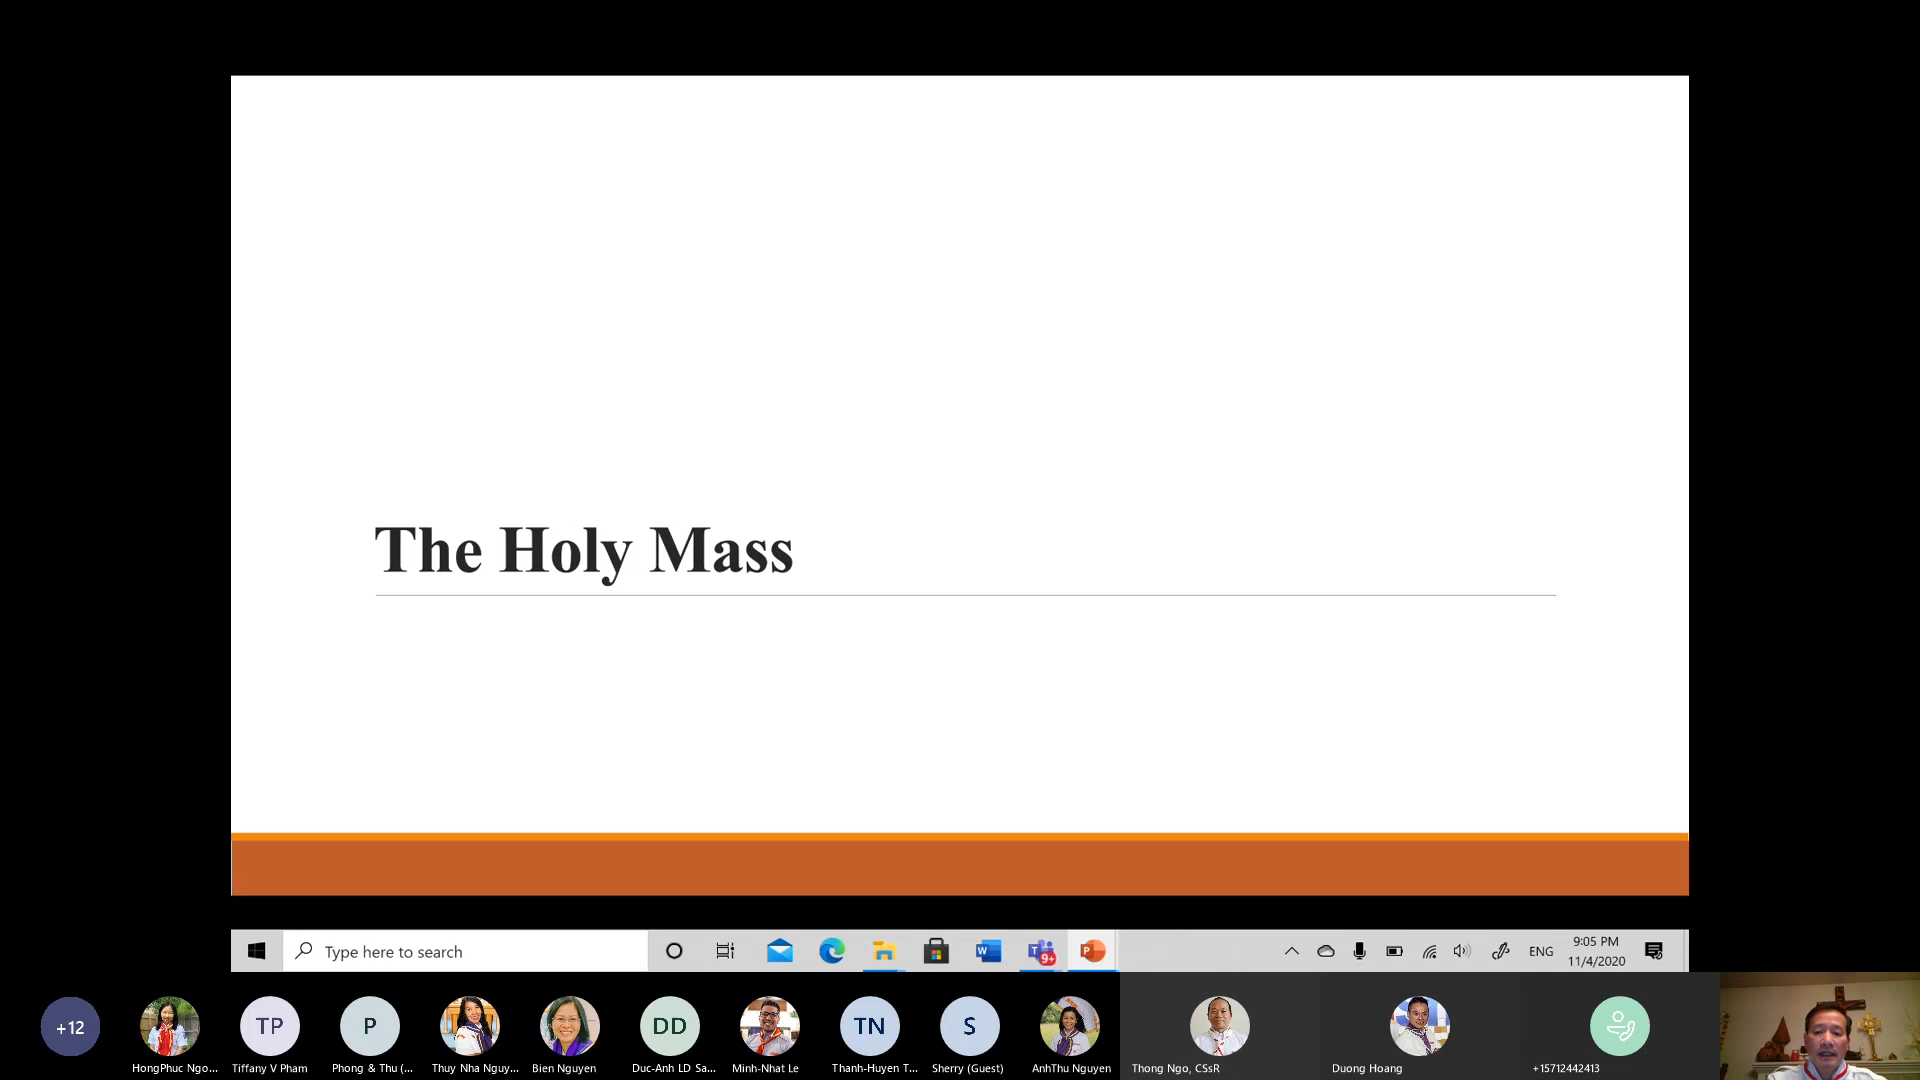 The Holy Mass
Type here to search
9+
ENG
9:05 PM
11/4/2020
+12
TP
P
DD
TN
S
HongPhuc Ngo...
Tiffany V Pham
Phong & Thu (...
Thuy Nha Nguy...
Bien Nguyen
Duc-Anh LD Sa...
Minh-Nhat Le
Thanh-Huyen T...
Sherry (Guest)
AnhThu Nguyen
Thong Ngo, CSsR
Duong Hoang
+15712442413